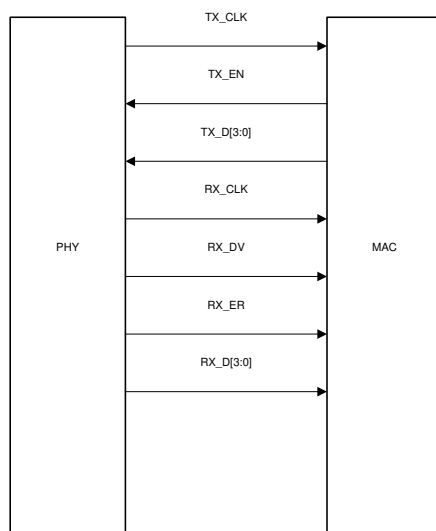 TX_CLK
TX_EN
TX_D[3:0]
RX_CLK
PHY
RX_DV
MAC
RX_ER
RX_D[3:0]